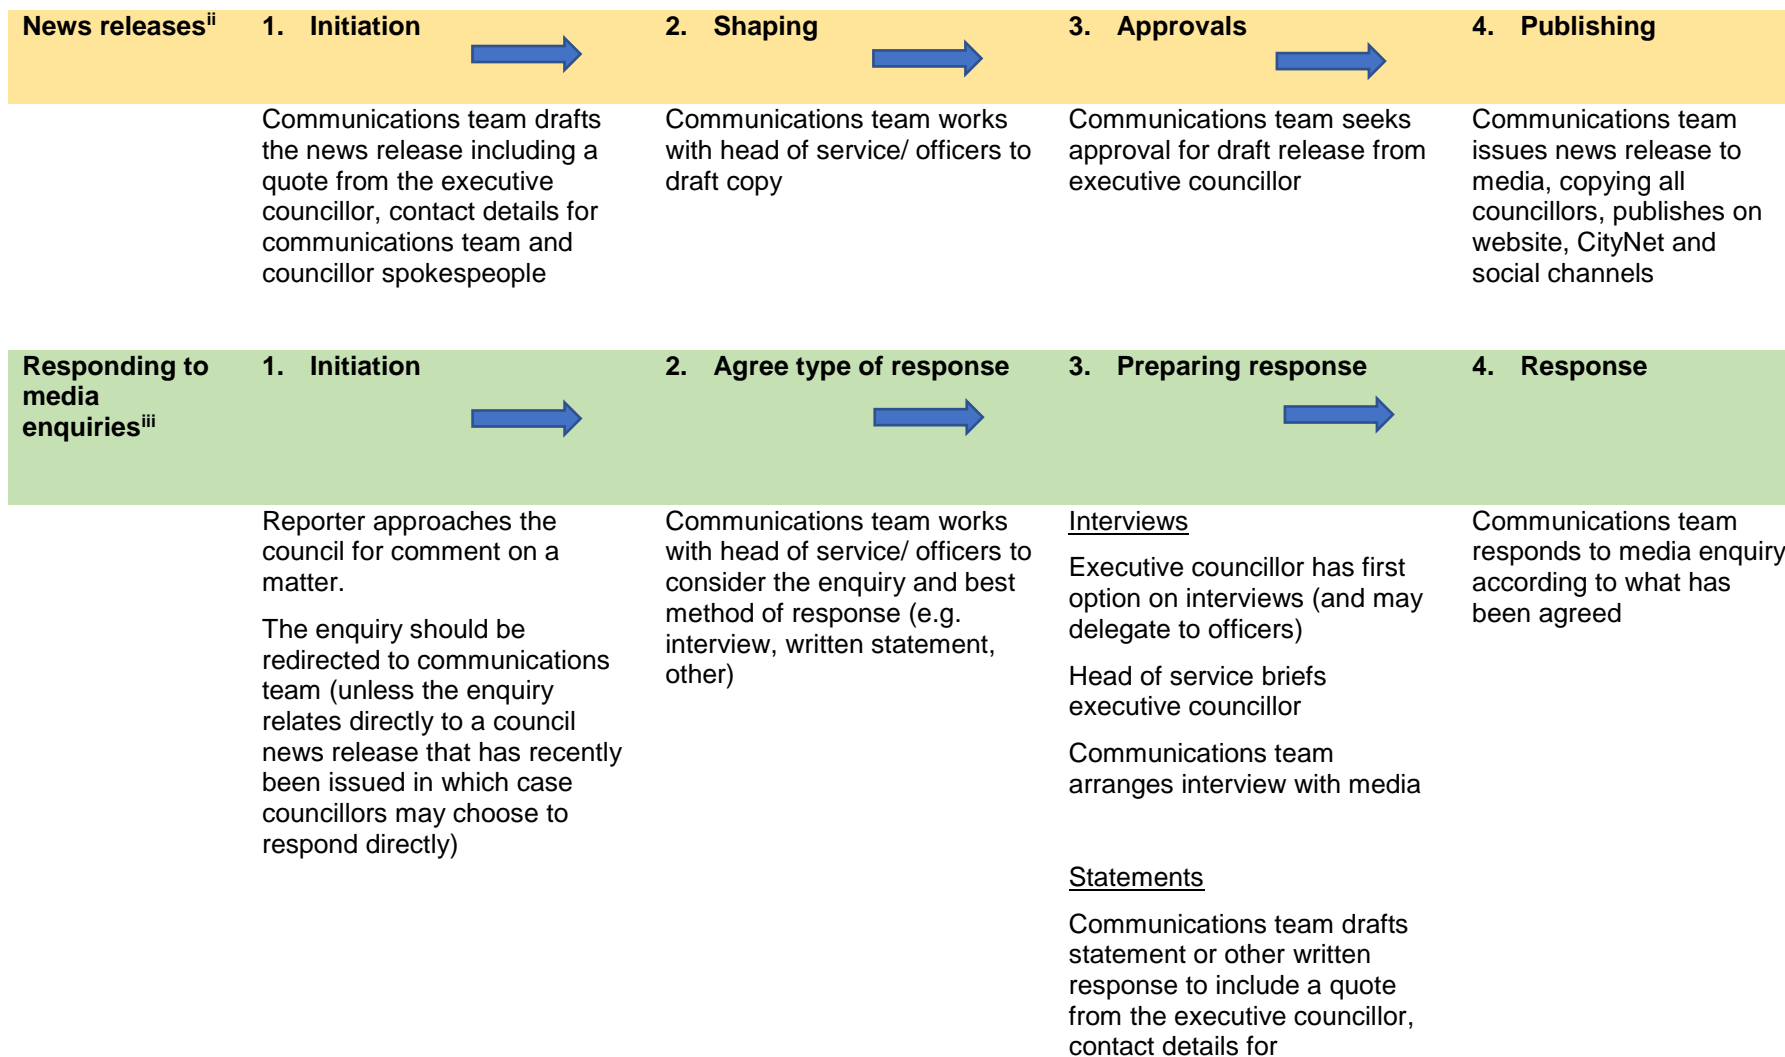 News releasesii
1. Initiation
2. Shaping
3. Approvals
4. Publishing
Communications team drafts
the news release including a
quote from the executive
councillor, contact details for
communications team and
councillor spokespeople
Communications team works
with head of service/ officers to
draft copy
Communications team seeks
approval for draft release from
executive councillor
Communications team
issues news release to
media, copying all
councillors, publishes on
website, CityNet and
social channels
Responding to
media
enquiriesiii
1. Initiation
2. Agree type of response
3. Preparing response
4. Response
Reporter approaches the
council for comment on a
matter.
The enquiry should be
redirected to communications
team (unless the enquiry
relates directly to a council
news release that has recently
been issued in which case
councillors may choose to
respond directly)
Communications team works
with head of service/ officers to
consider the enquiry and best
method of response (e.g.
interview, written statement,
other)
Interviews
Executive councillor has first
option on interviews (and may
delegate to officers)
Head of service briefs
executive councillor
Communications team
arranges interview with media
Statements
Communications team drafts
statement or other written
response to include a quote
from the executive councillor,
contact details for
Communications team
responds to media enquiry
according to what has
been agreed